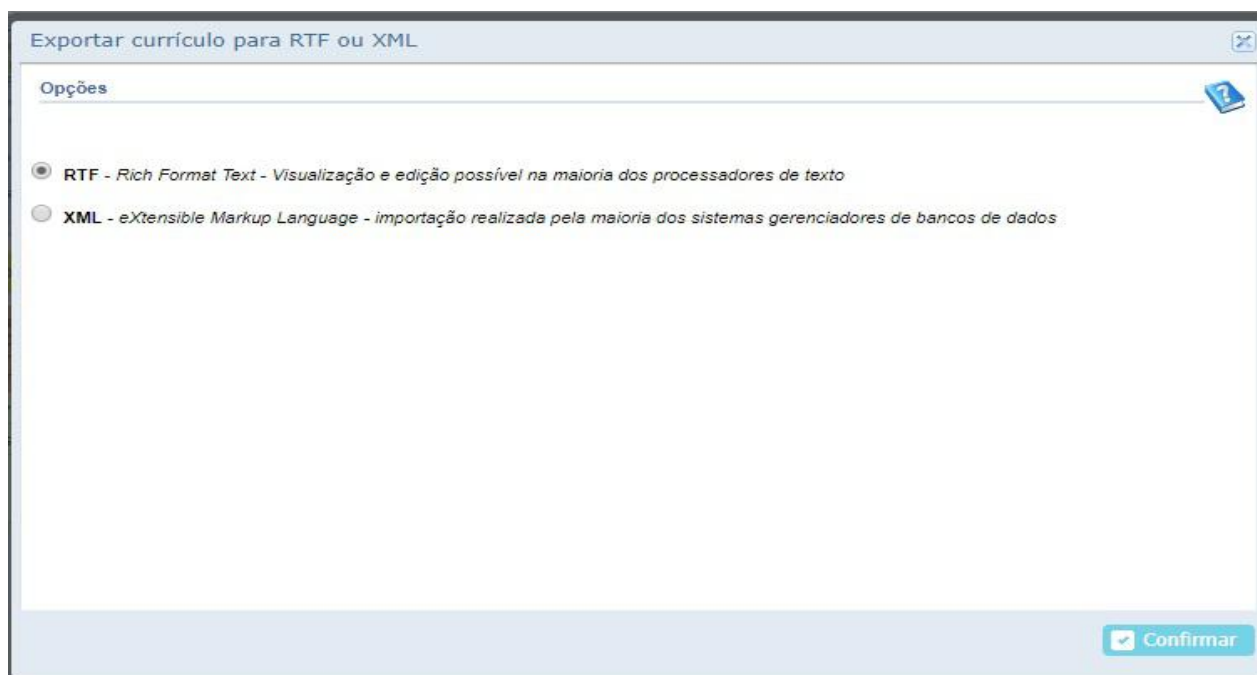 Exportar currículo para RTF ou XML
Opções
RTF - Rich Format Text - Visualização e edição possível na maioria dos processadores de texto
XML - eXtensible Markup Language - importação realizada pela maioria dos sistemas gerenciadores de bancos de dados
Confirmar